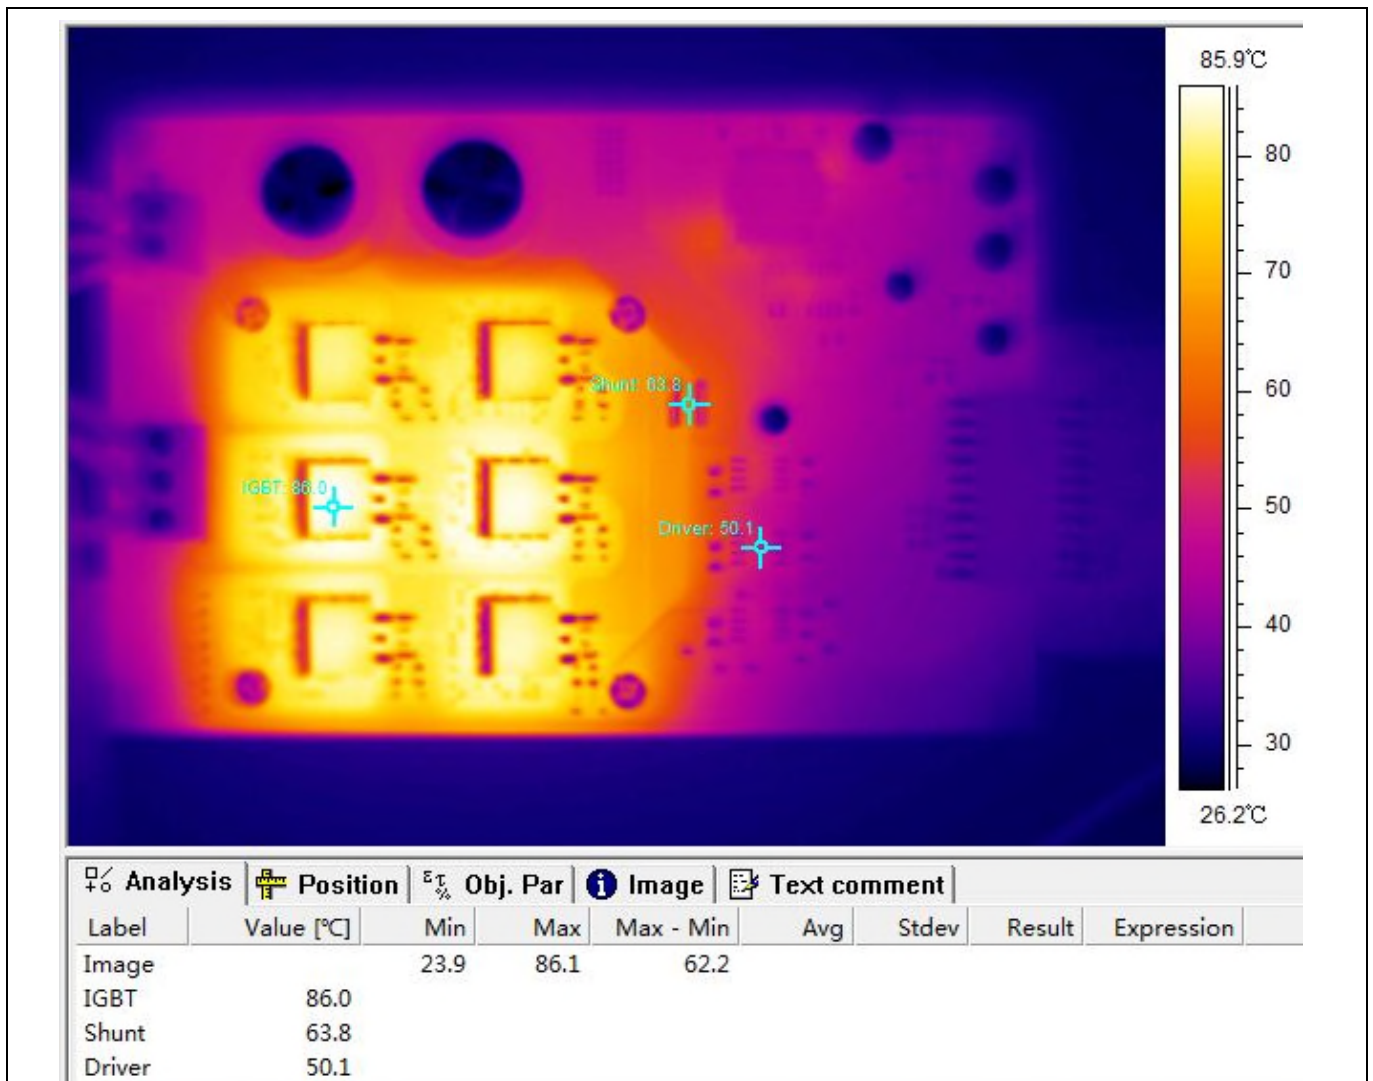 85.9°C
80
70
Shunt: 63.8
60
IGBT: 86.0
50
Driver: 50.1
40
30
26.2°C
Analysis Position ετ% Obj. Par Image Text comment
Label Value [°C] Min Max Max - Min Avg Stdev Result Expression
Image 23.9 86.1 62.2
IGBT 86.0
Shunt 63.8
Driver 50.1